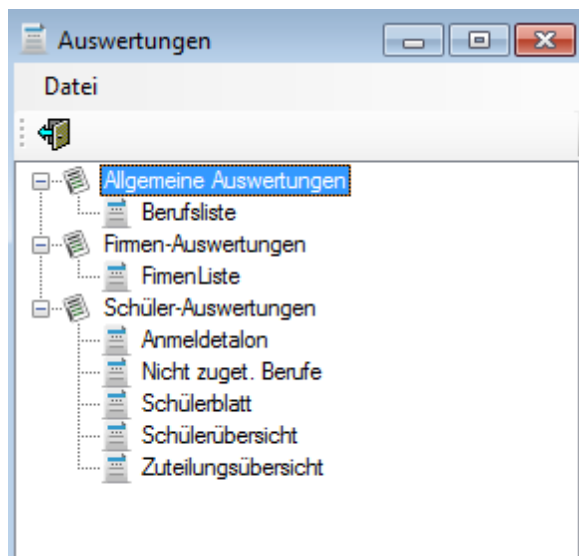 Auswertungen
Datei
Allgemeine Auswertungen
Berufsliste
Firmen-Auswertungen
FimenListe
Schüler-Auswertungen
Anmeldetalon
Nicht zuget. Berufe
Schülerblatt
Schülerübersicht
Zuteilungsübersicht